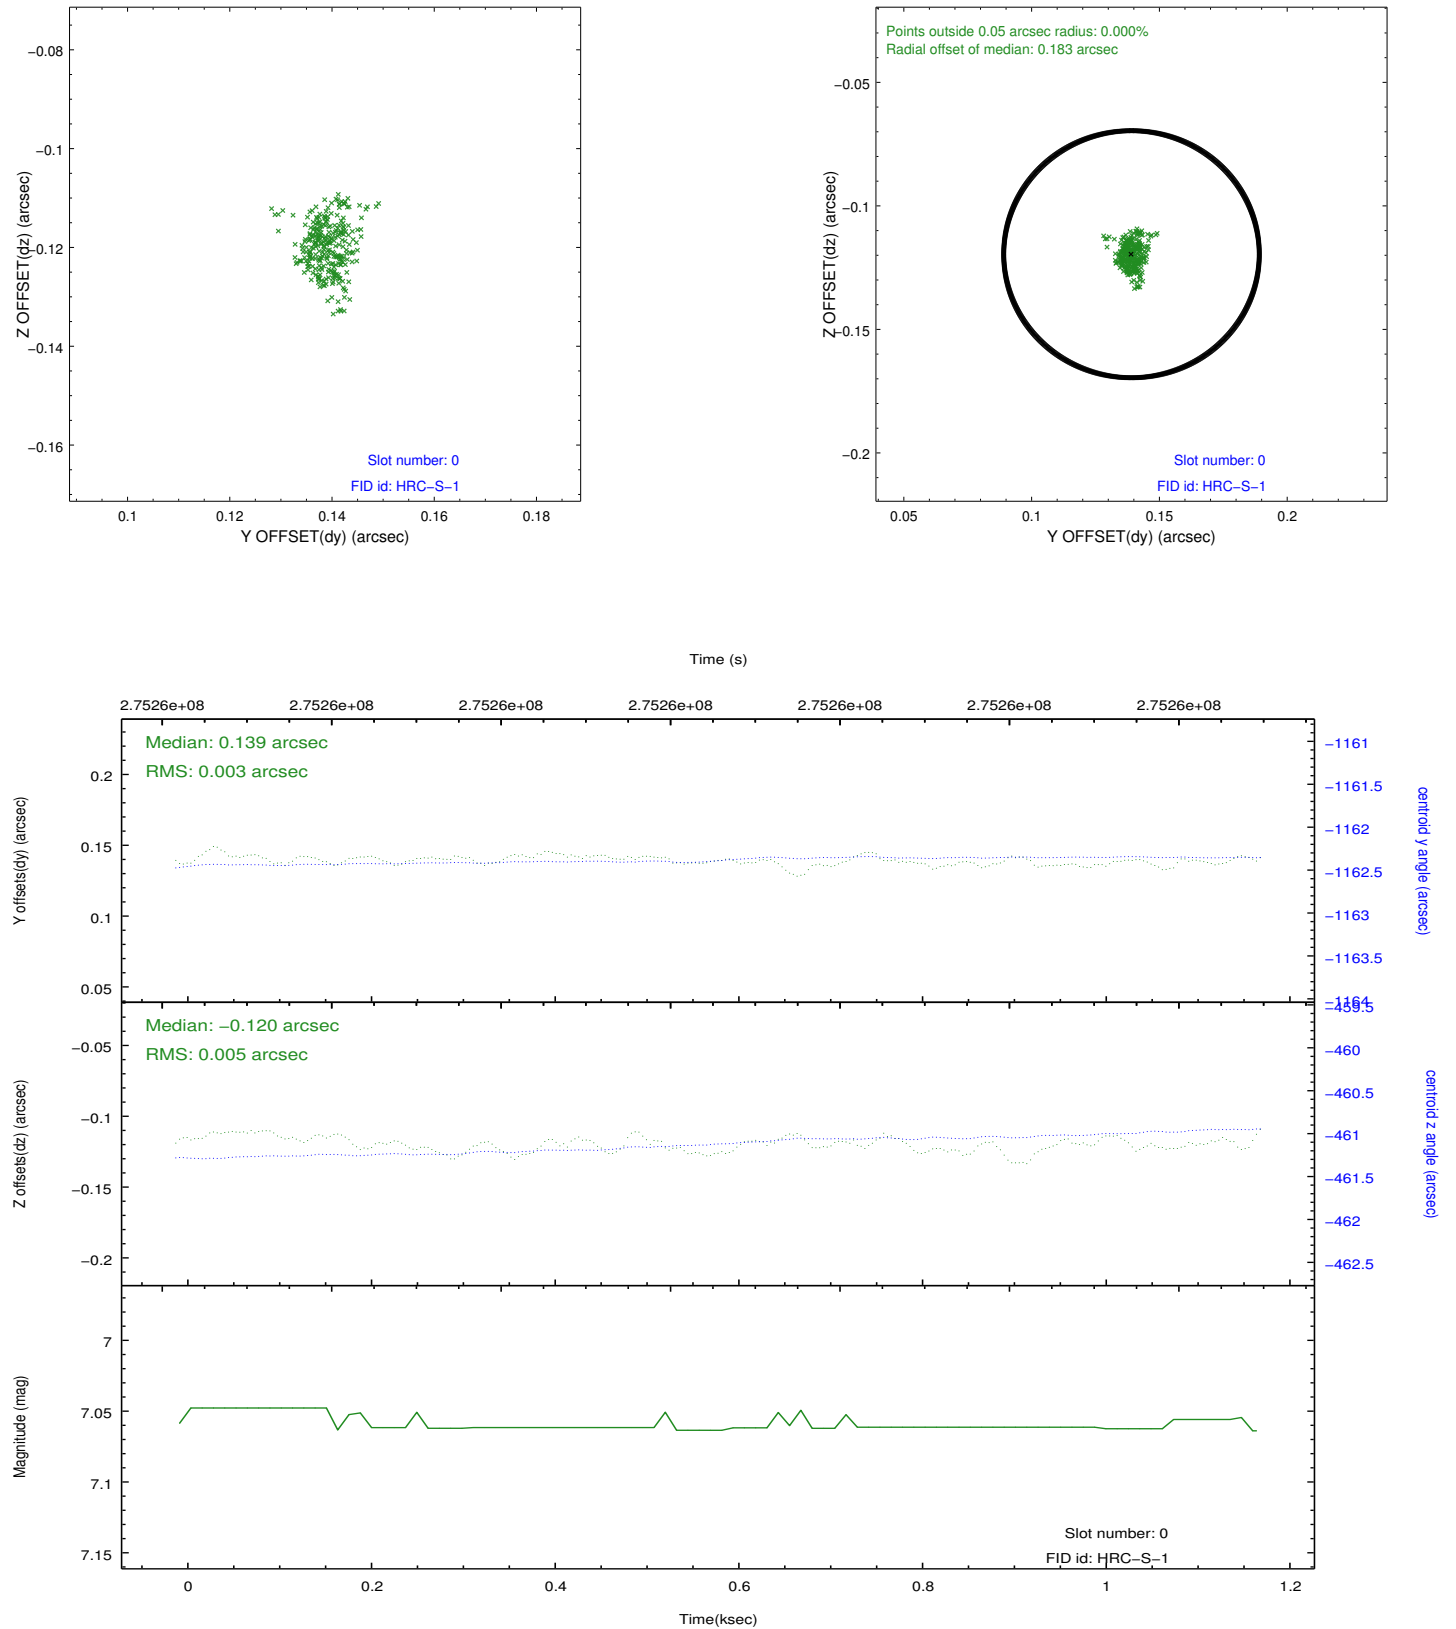 −0.08
−0.1
−0.12
−0.14
−0.16
Z OFFSET(dz) (arcsec)
Slot number: 0
FID id: HRC−S−1
0.1 0.12 0.14 0.16 0.18
Y OFFSET(dy) (arcsec)
Points outside 0.05 arcsec radius: 0.000%
Radial offset of median: 0.183 arcsec
−0.05
−0.1
−0.15
−0.2
Z OFFSET(dz) (arcsec)
Slot number: 0
FID id: HRC−S−1
0.05 0.1 0.15 0.2
Y OFFSET(dy) (arcsec)
Time (s)
2.7526e+08 2.7526e+08 2.7526e+08 2.7526e+08 2.7526e+08 2.7526e+08 2.7526e+08
Median: 0.139 arcsec
RMS: 0.003 arcsec
0.2
0.15
0.1
0.05
Y offsets(dy) (arcsec)
−1161
−1161.5
−1162
−1162.5
−1163
−1163.5
−1164
centroid y angle (arcsec)
Median: −0.120 arcsec
RMS: 0.005 arcsec
−0.05
−0.1
−0.15
−0.2
Z offsets(dz) (arcsec)
−459.5
−460
−460.5
−461
−461.5
−462
−462.5
centroid z angle (arcsec)
7
7.05
7.1
7.15
Magnitude (mag)
Slot number: 0
FID id: HRC−S−1
0 0.2 0.4 0.6 0.8 1 1.2
Time(ksec)